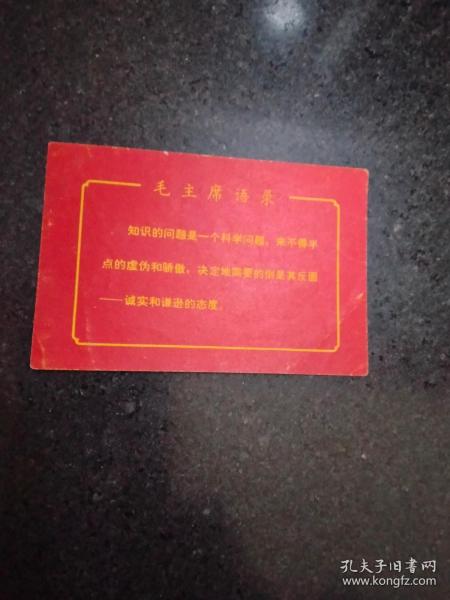 毛主席语录
知识的问题是一个科学问题，来不得半
点的虚伪和骄傲，决定地需要的倒是其反面
——诚实和谦逊的态度。
孔夫子旧书网
www.kongfz.com